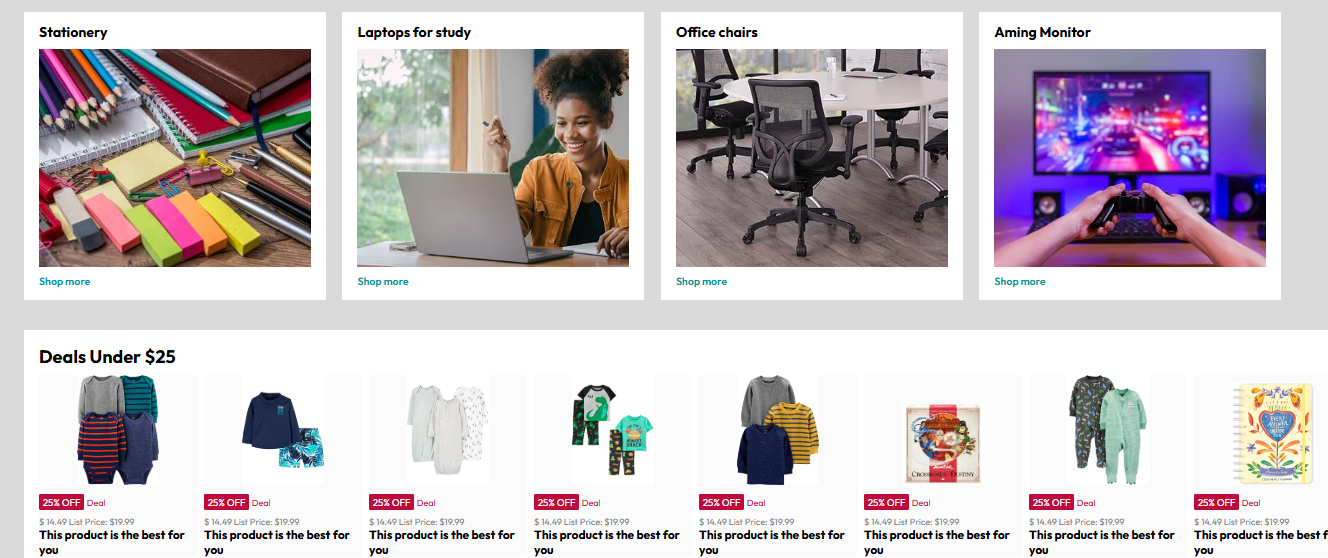 Stationery
Laptops for study
Office chairs
Aming Monitor
Shop more
Shop more
Shop more
Shop more
Deals Under $25
CROSSROADS OF DESTINY
25% OFF Deal
25% OFF Deal
25% OFF Deal
25% OFF Deal
25% OFF Deal
25% OFF Deal
25% OFF Deal
25% OFF Deal
$ 14.49 List Price: $19.99
$ 14.49 List Price: $19.99
$ 14.49 List Price: $19.99
$ 14.49 List Price: $19.99
$ 14.49 List Price: $19.99
$ 14.49 List Price: $19.99
$ 14.49 List Price: $19.99
$ 14.49 List Price: $19.99
This product is the best for
you
This product is the best for
you
This product is the best for
you
This product is the best for
you
This product is the best for
you
This product is the best for
you
This product is the best for
you
This product is the best f
you